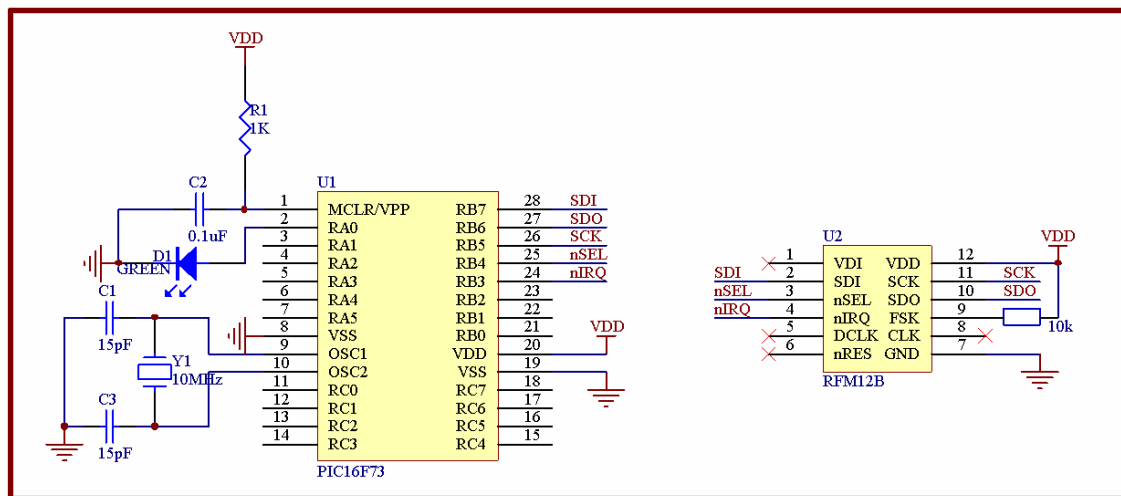 VDD
R1
1K
C2
0.1uF
D1
GREEN
C1
15pF
Y1
10MHz
C3
15pF
U1
1 MCLR/VPP RB7 28 SDI
2 RA0 RB6 27 SDO
3 RA1 RB5 26 SCK
4 RA2 RB4 25 nSEL
5 RA3 RB3 24 nIRQ
6 RA4 RB2 23
7 RA5 RB1 22
8 VSS RB0 21
9 OSC1 VDD 20 VDD
10 OSC2 VSS 19
11 RC0 RC7 18
12 RC1 RC6 17
13 RC2 RC5 16
14 RC3 RC4 15
PIC16F73
U2
VDD
1 VDI VDD 12
SDI 2 SDI SCK 11 SCK
nSEL 3 nSEL SDO 10 SDO
nIRQ 4 nIRQ FSK 9 10k
5 DCLK CLK 8
6 nRES GND 7
RFM12B